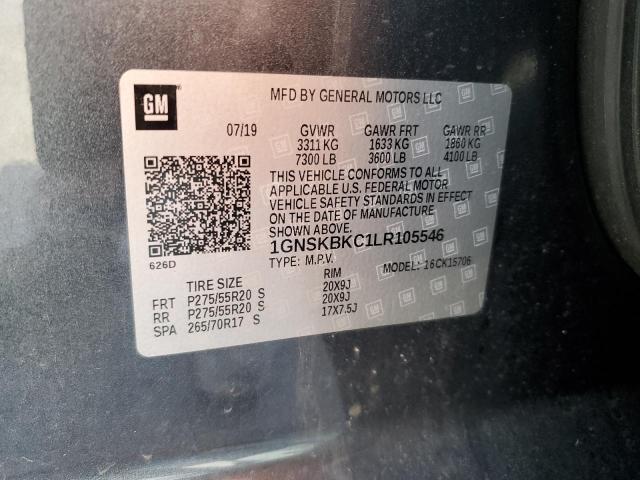 GM
MFD BY GENERAL MOTORS LLC
07/19 GVWR GAWR FRT GAWR RR
3311 KG 1633 KG 1860 KG
7300 LB 3600 LB 4100 LB
THIS VEHICLE CONFORMS TO ALL
APPLICABLE U.S. FEDERAL MOTOR
VEHICLE SAFETY STANDARDS IN EFFECT
ON THE DATE OF MANUFACTURE
SHOWN ABOVE.
1GNSKBKC1LR105546
626D
TYPE: M.P.V. MODEL: 16CK15706
TIRE SIZE RIM
FRT P275/55R20 S 20X9J
RR P275/55R20 S 20X9J
SPA 265/70R17 S 17X7.5J